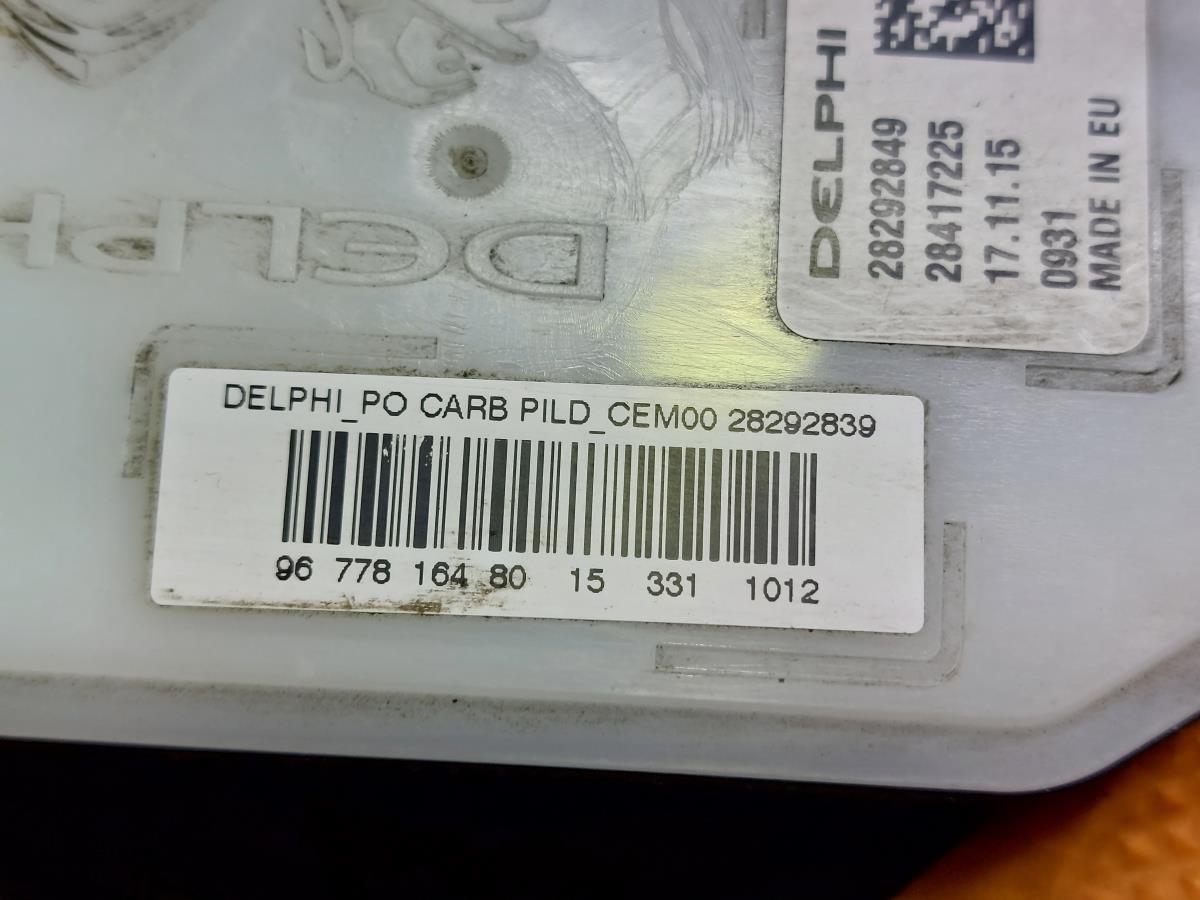 DELPHI
28292849
28417225
17.11.15
0931
MADE IN EU
DELPH
DELPHI_PO CARB PILD_CEM00 28292839
96 778 164 80 15 331 1012